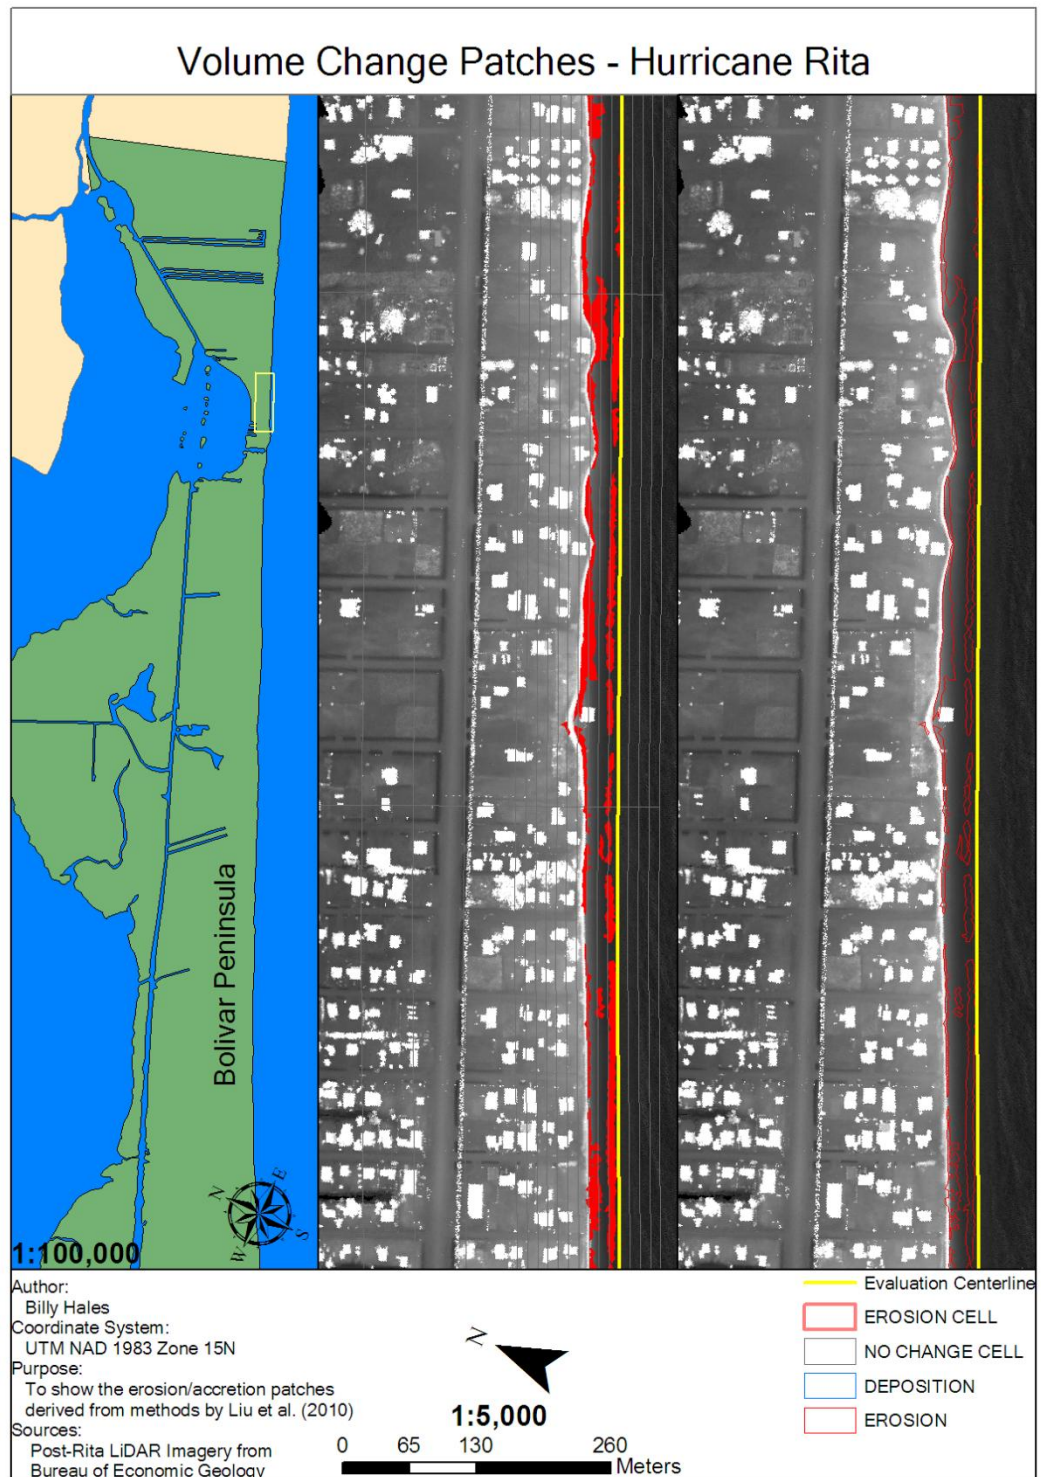 Volume Change Patches - Hurricane Rita
Bolivar Peninsula
N
E
S
W
1:100,000
Author:
Billy Hales
Coordinate System:
UTM NAD 1983 Zone 15N
Purpose:
To show the erosion/accretion patches
derived from methods by Liu et al. (2010)
Sources:
Post-Rita LiDAR Imagery from
Bureau of Economic Geology
N
1:5,000
0 65 130 260
Meters
Evaluation Centerline
EROSION CELL
NO CHANGE CELL
DEPOSITION
EROSION